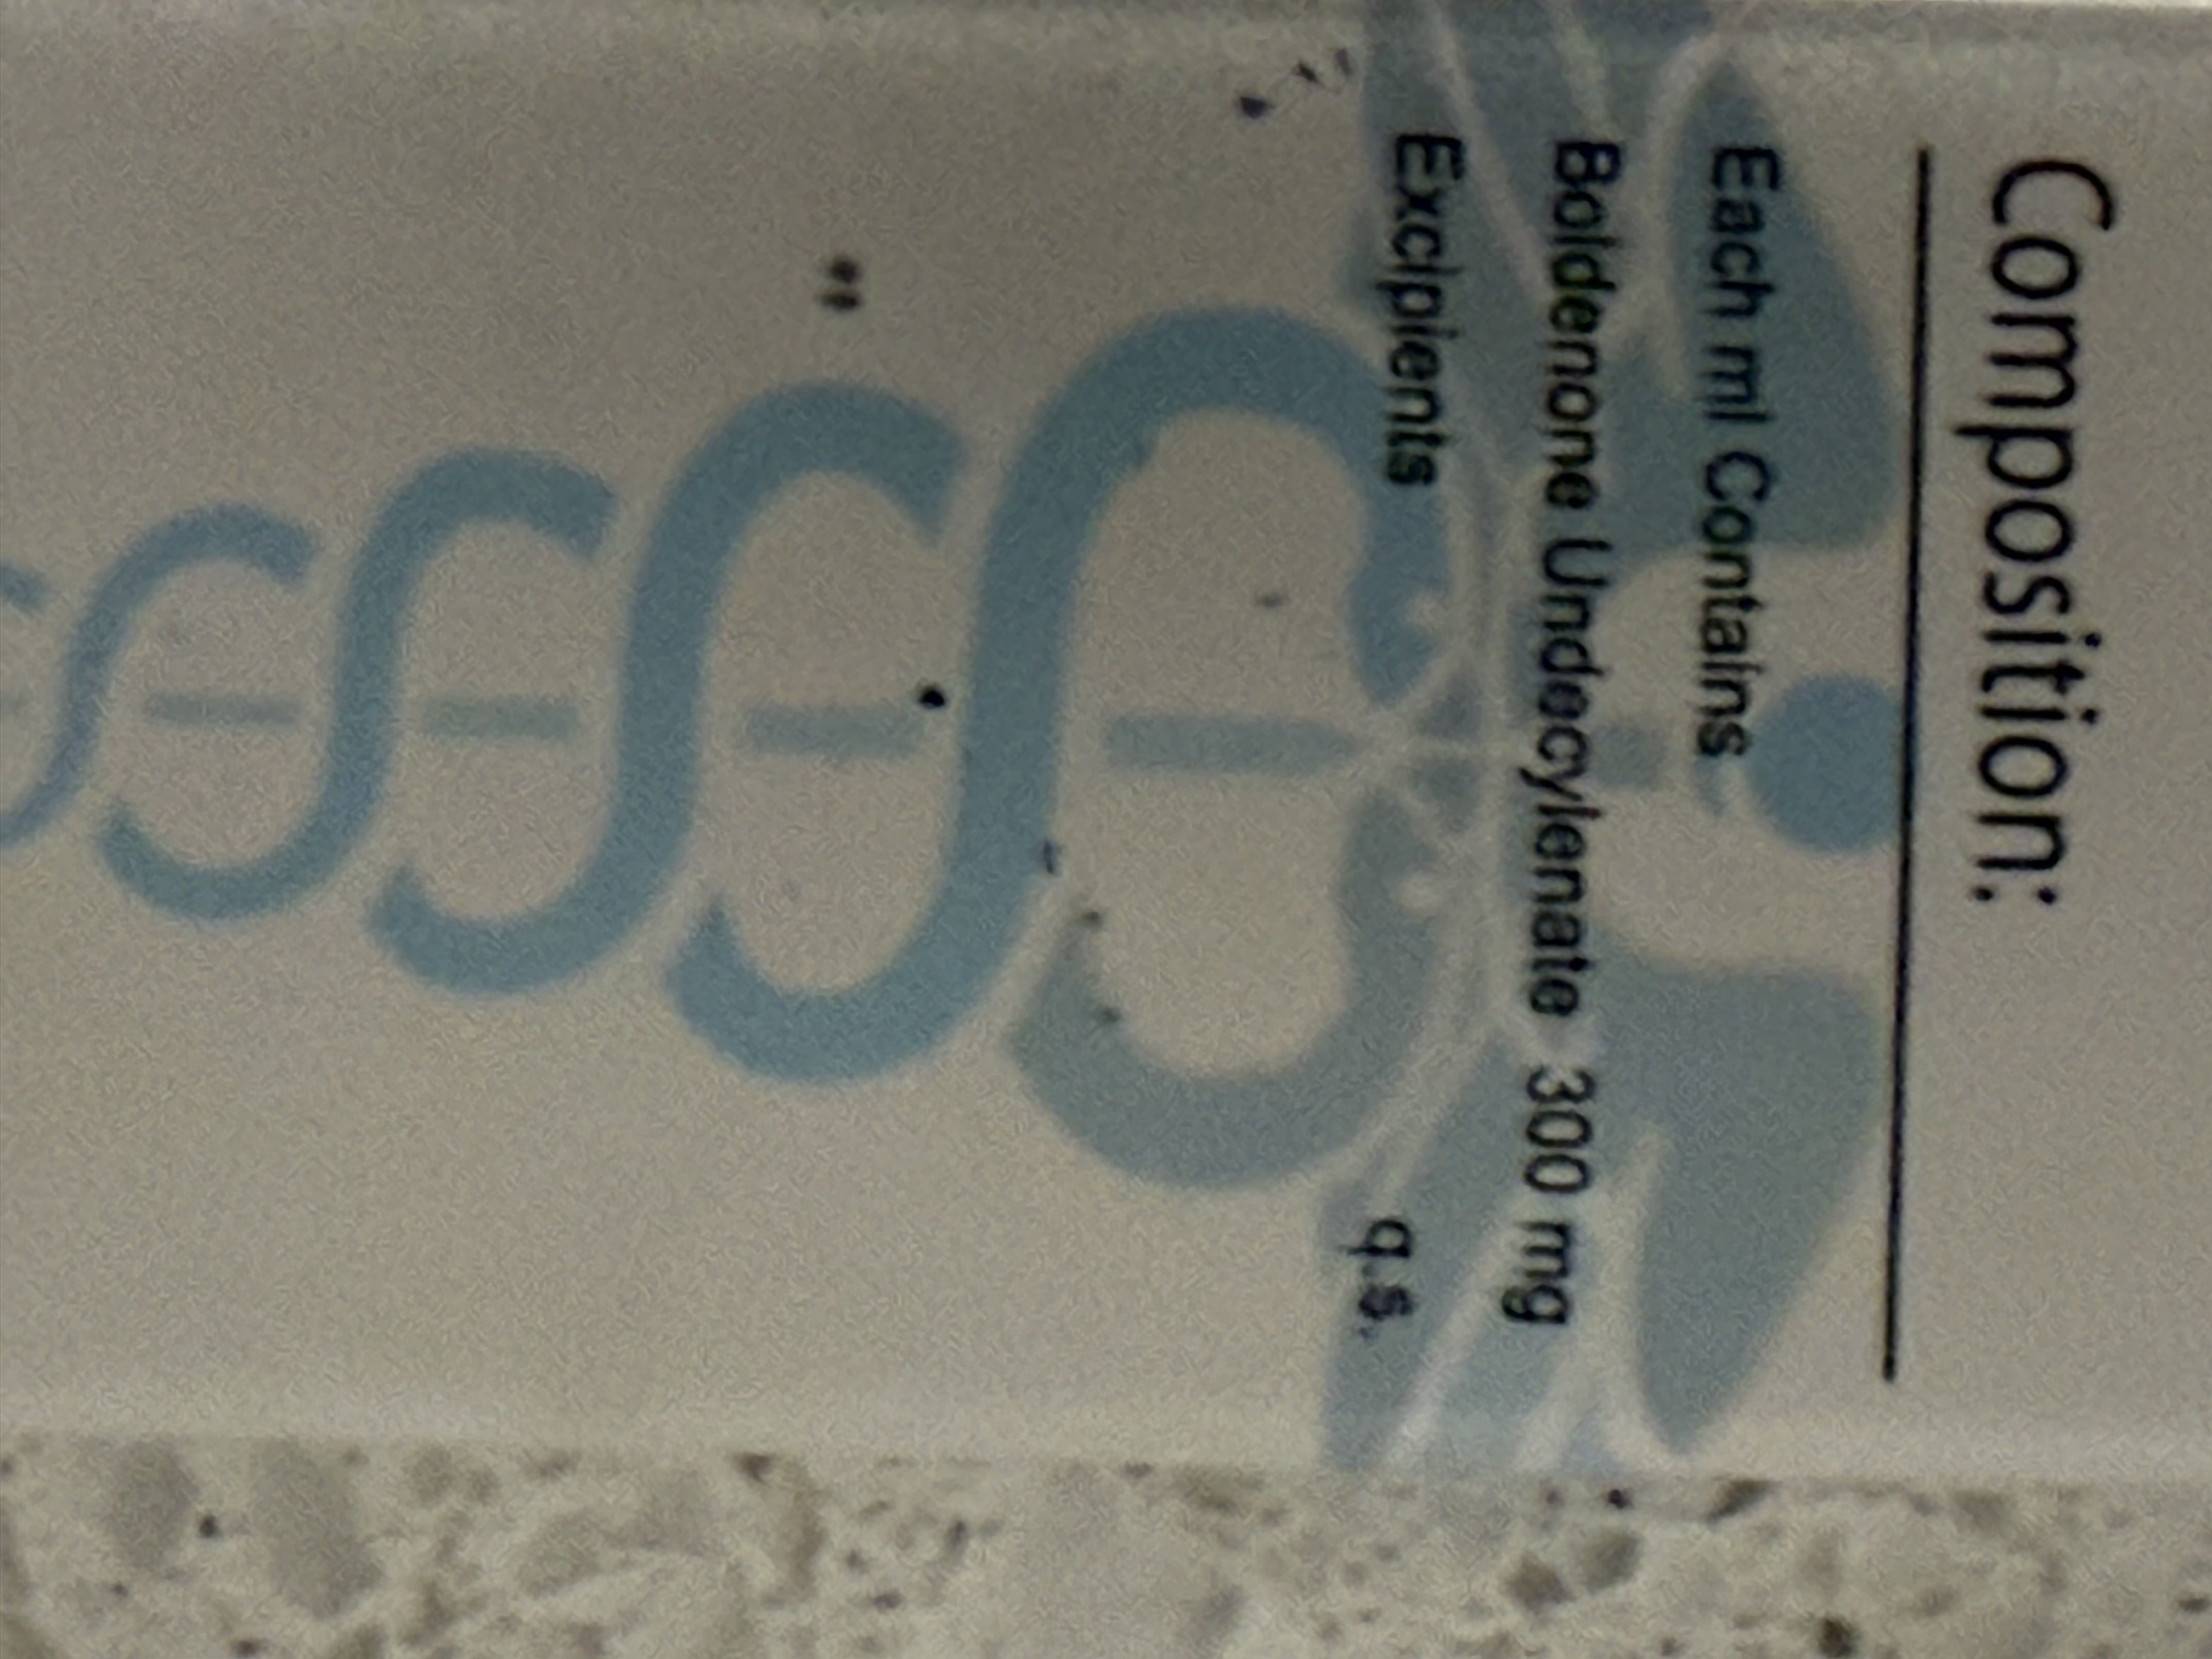 Composition:
Each ml Contains
Boldenone Undecylenate 300 mg
Excipients q.s.